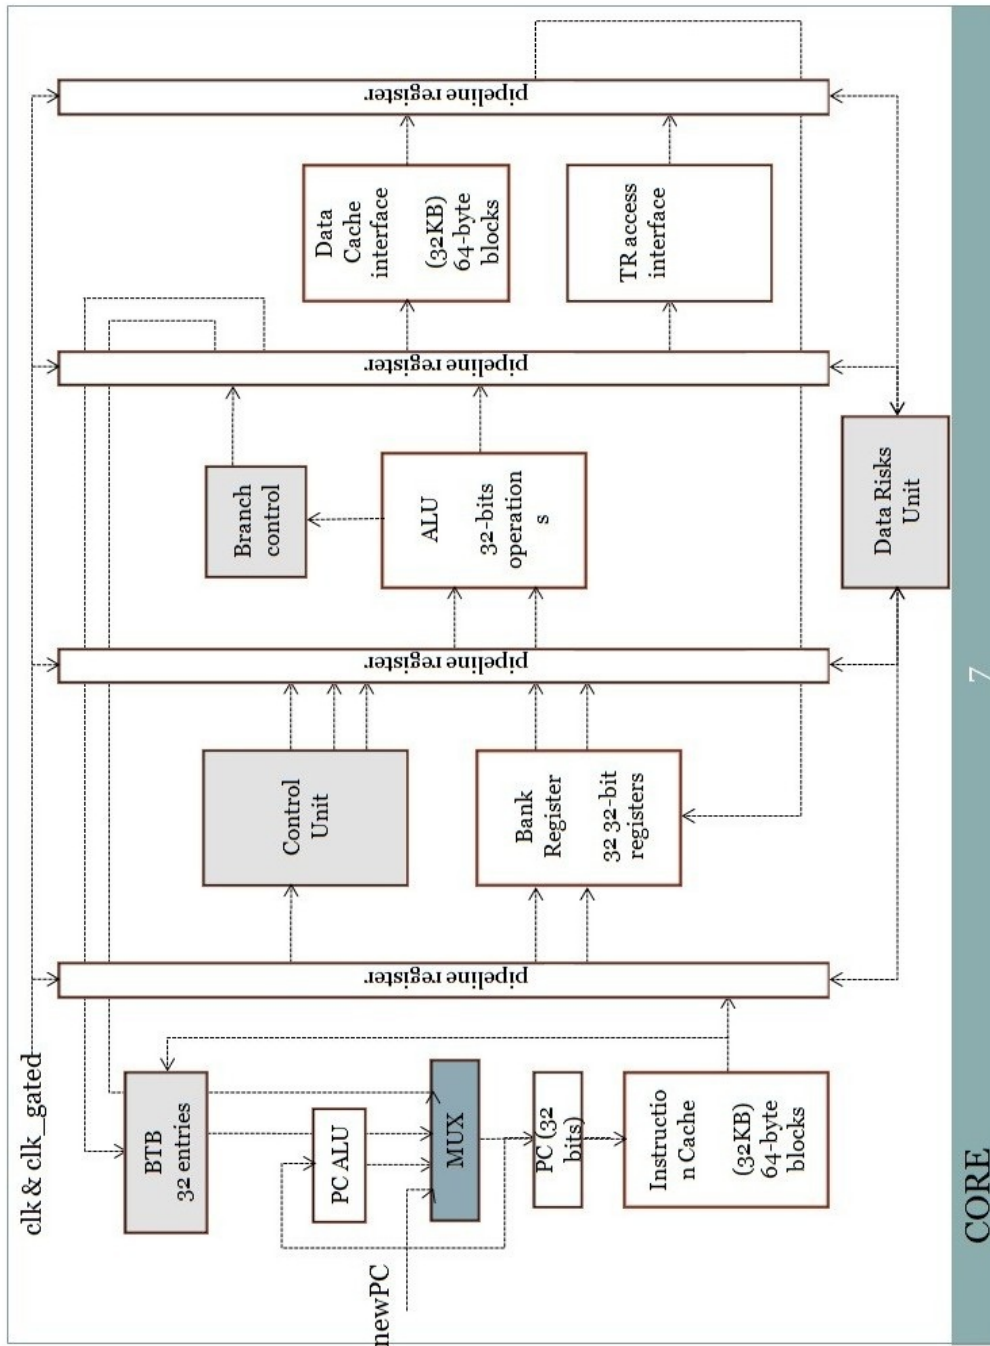 CORE
7
clk & clk_gated
newPC
BTB
32 entries
PC ALU
MUX
PC (32
bits)
Instructio
n Cache
(32KB)
64-byte
blocks
pipeline register
Control
Unit
Bank
Register
32 32-bit
registers
pipeline register
Branch
control
ALU
32-bits
operation
s
pipeline register
Data
Cache
interface
(32KB)
64-byte
blocks
TR access
interface
pipeline register
Data Risks
Unit